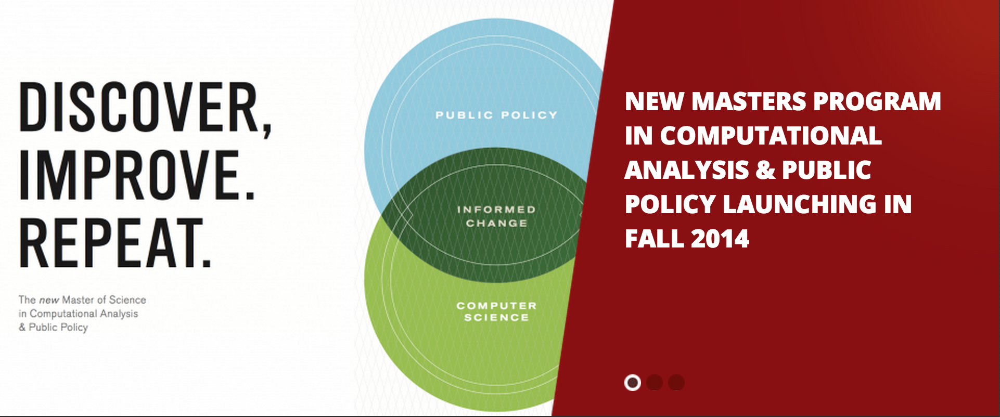 DISCOVER,
IMPROVE.
REPEAT.
The new Master of Science
in Computational Analysis
& Public Policy
PUBLIC POLICY
INFORMED
CHANGE
COMPUTER
SCIENCE
NEW MASTERS PROGRAM
IN COMPUTATIONAL
ANALYSIS & PUBLIC
POLICY LAUNCHING IN
FALL 2014